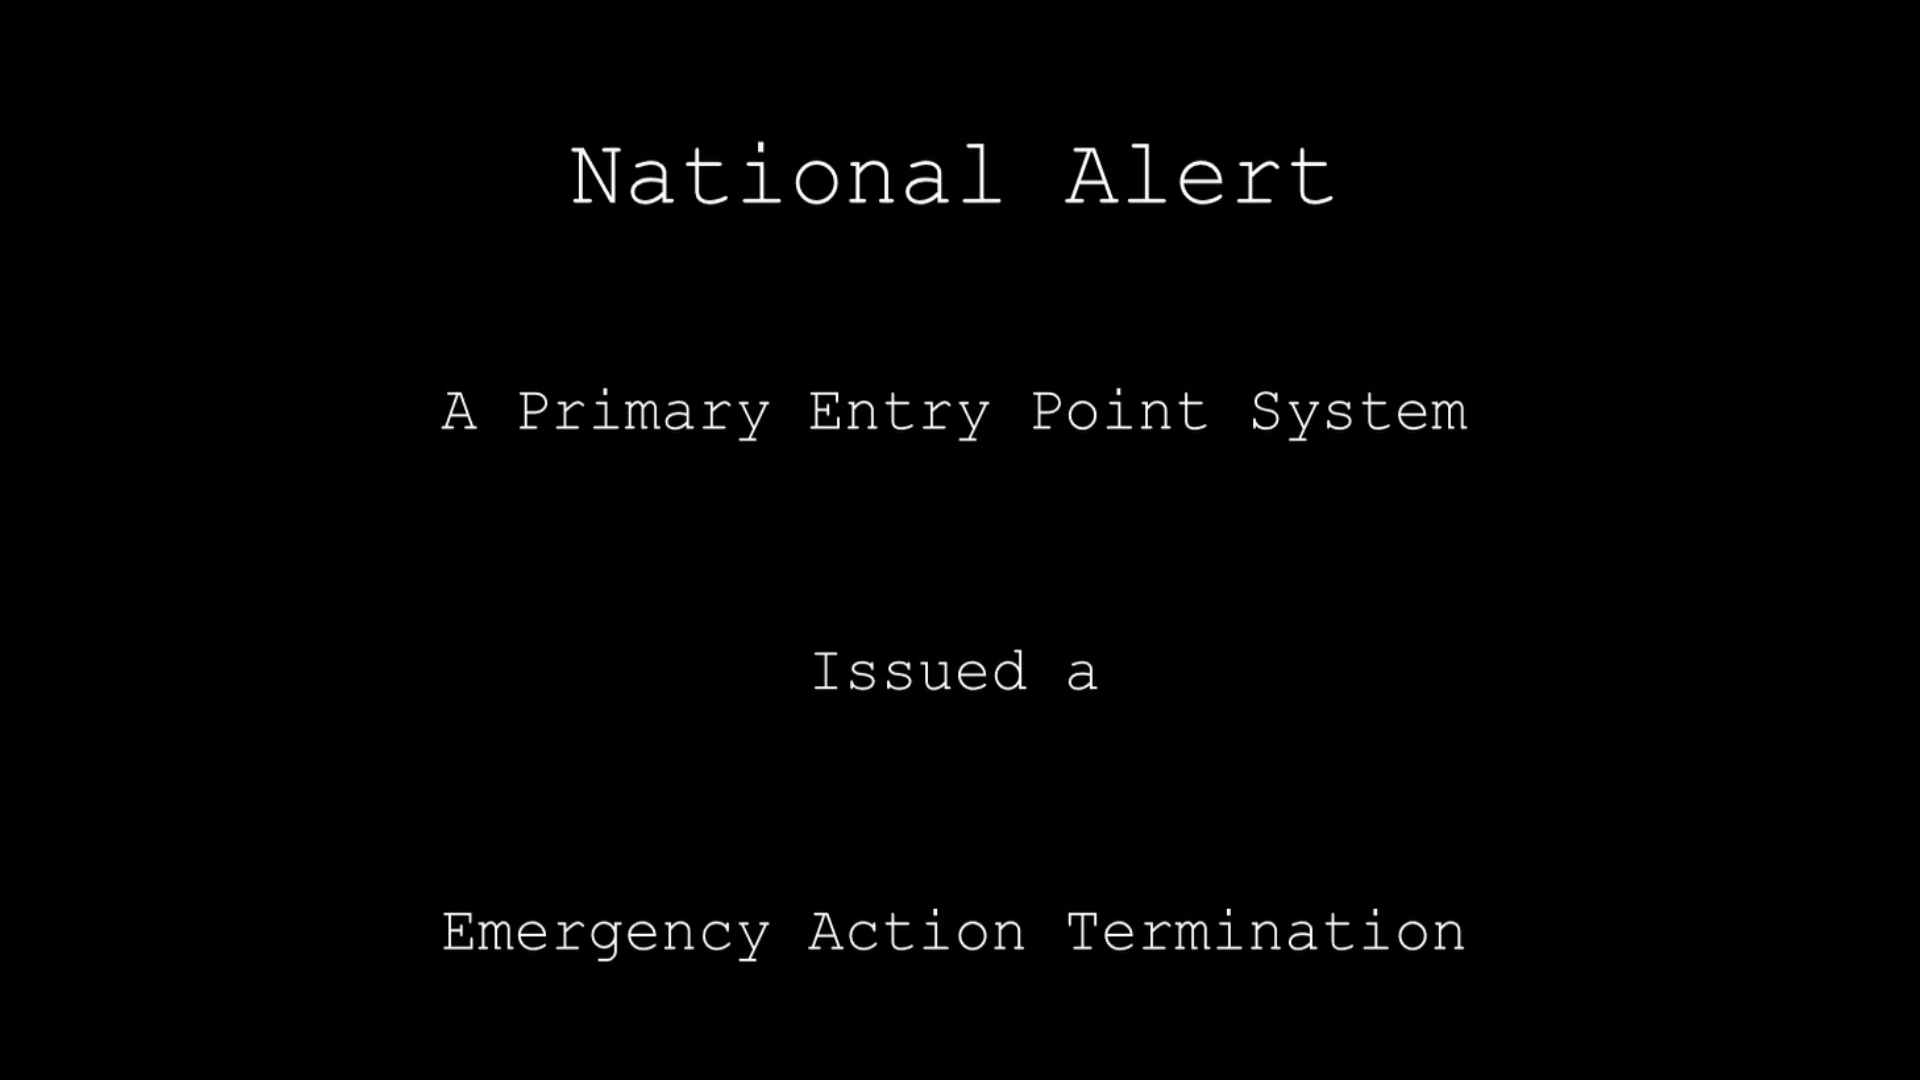 National Alert
A Primary Entry Point System
Issued a
Emergency Action Termination